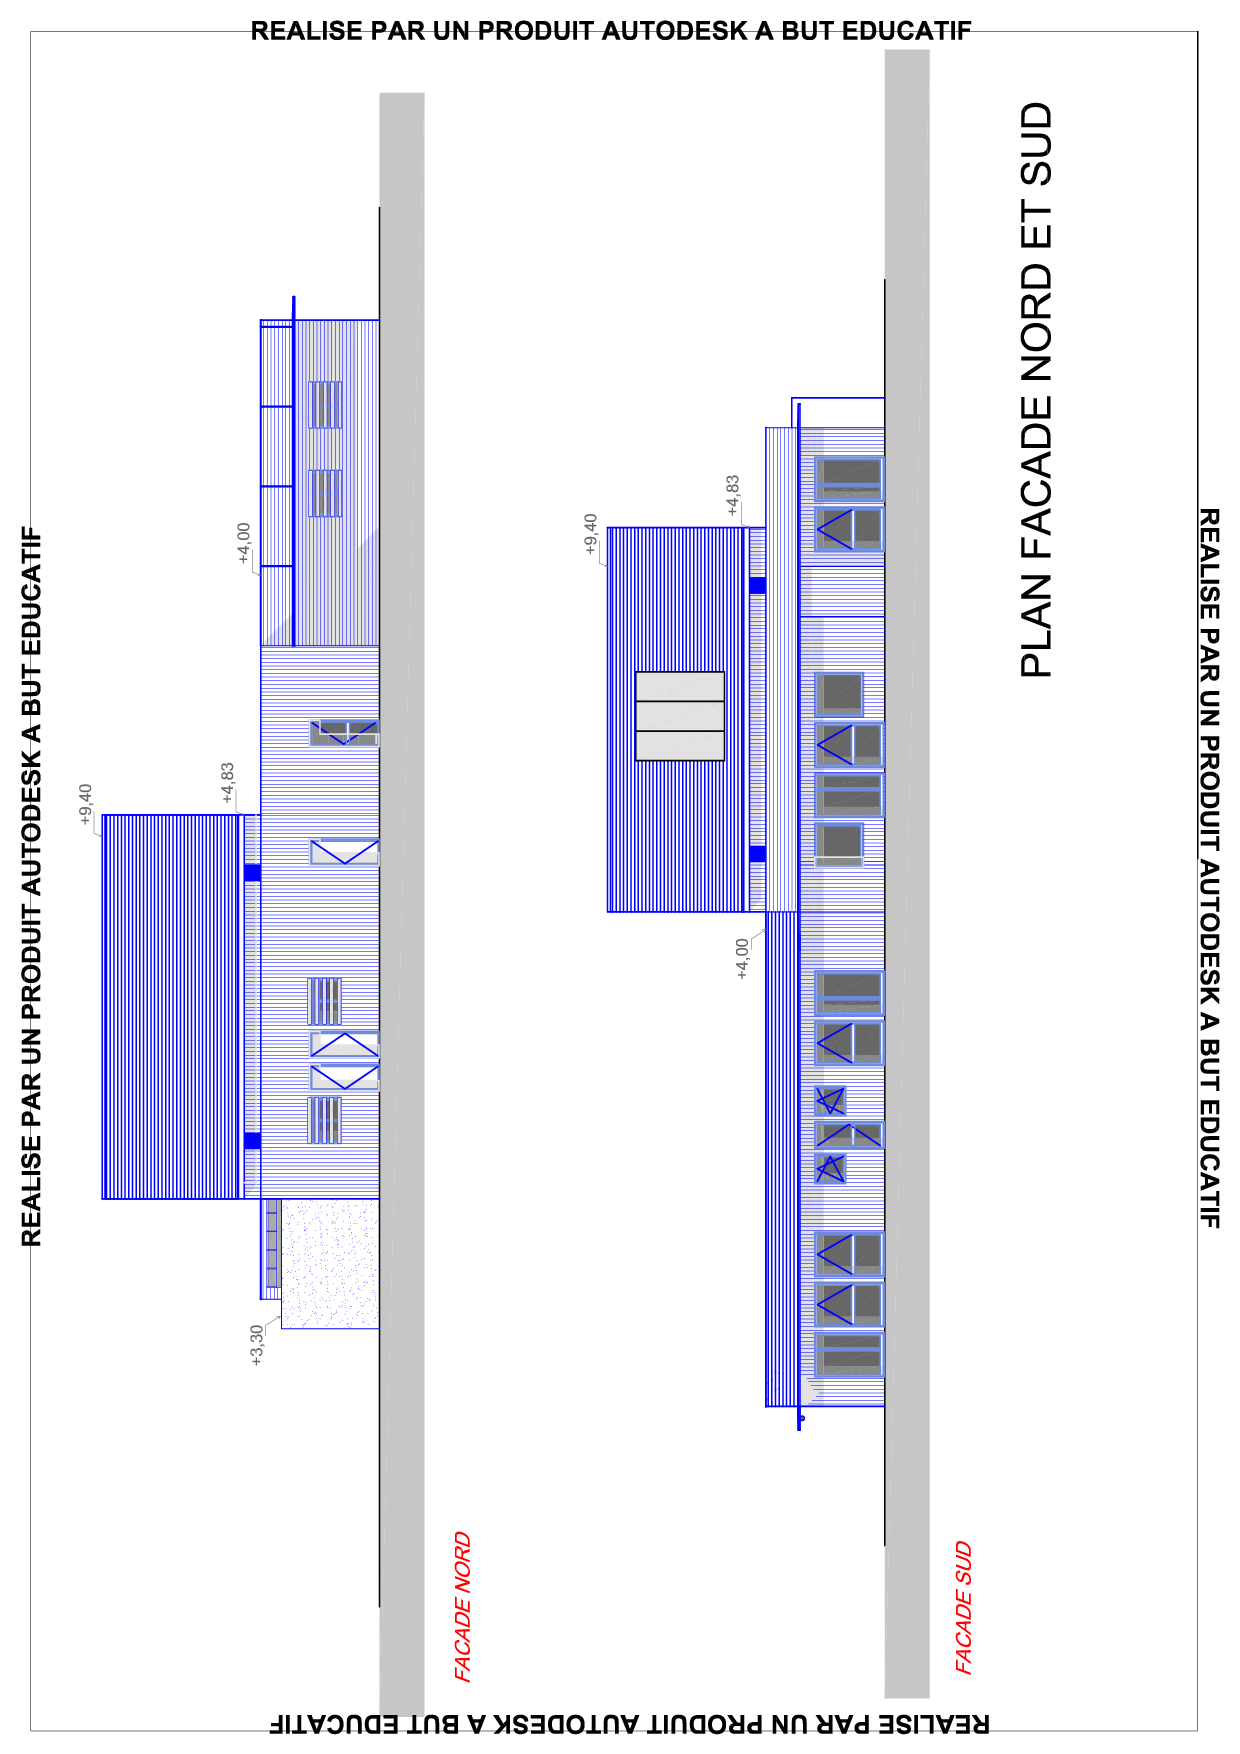 REALISE PAR UN PRODUIT AUTODESK A BUT EDUCATIF
REALISE PAR UN PRODUIT AUTODESK A BUT EDUCATIF
+9,40
+4,83
+4,00
+3,30
FACADE NORD
+9,40
+4,83
+4,00
FACADE SUD
PLAN FACADE NORD ET SUD
REALISE PAR UN PRODUIT AUTODESK A BUT EDUCATIF
REALISE PAR UN PRODUIT AUTODESK A BUT EDUCATIF